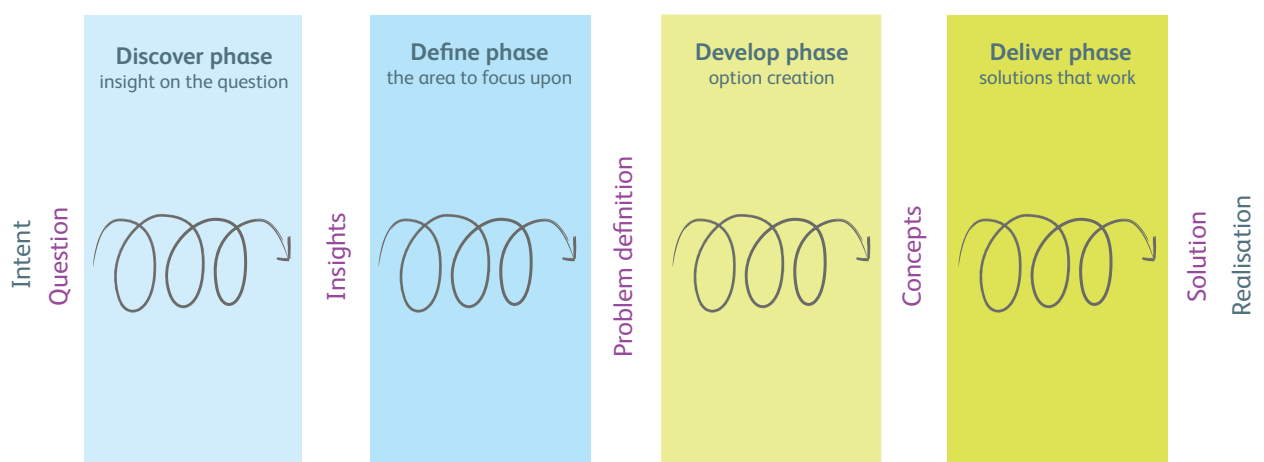 Intent
Question
Discover phase
insight on the question
Insights
Define phase
the area to focus upon
Problem definition
Develop phase
option creation
Concepts
Deliver phase
solutions that work
Solution
Realisation